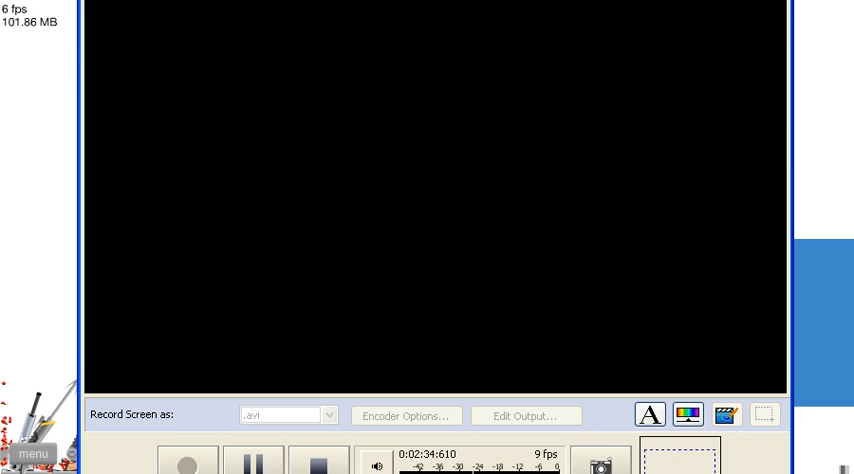 6 fps
101.86 MB
Record Screen as:
.avi
Encoder Options...
Edit Output...
A
menu
0:02:34:610
9 fps
-42 -36 -30 -24 -18 -12 -6 0